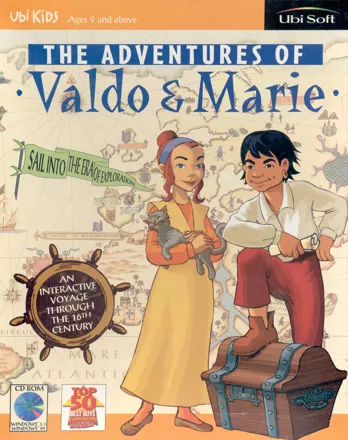 Ubi KiDS
Ages 9 and above
Ubi Soft
THE ADVENTURES OF
· Valdo & Marie ·
SAIL INTO THE ERA OF EXPLORATION
AN
INTERACTIVE
VOYAGE
THROUGH
THE 16TH
CENTURY
MARE
ATLANTI
CD ROM
WINDOWS 3.1
WINDOWS 95
TOP
50
BEST BUYS